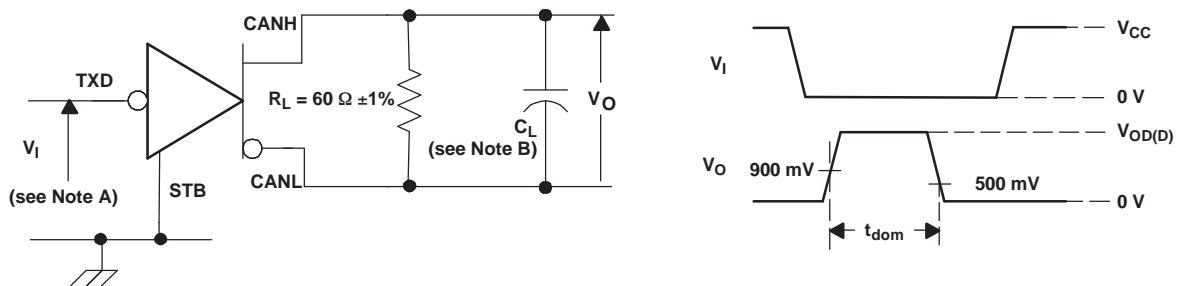 CANH
TXD
R_L = 60 Ω ±1%
V_O
C_L
(see Note B)
V_I
(see Note A)
STB
CANL
V_I
V_CC
0 V
V_OD(D)
V_O
900 mV
500 mV
0 V
t_dom